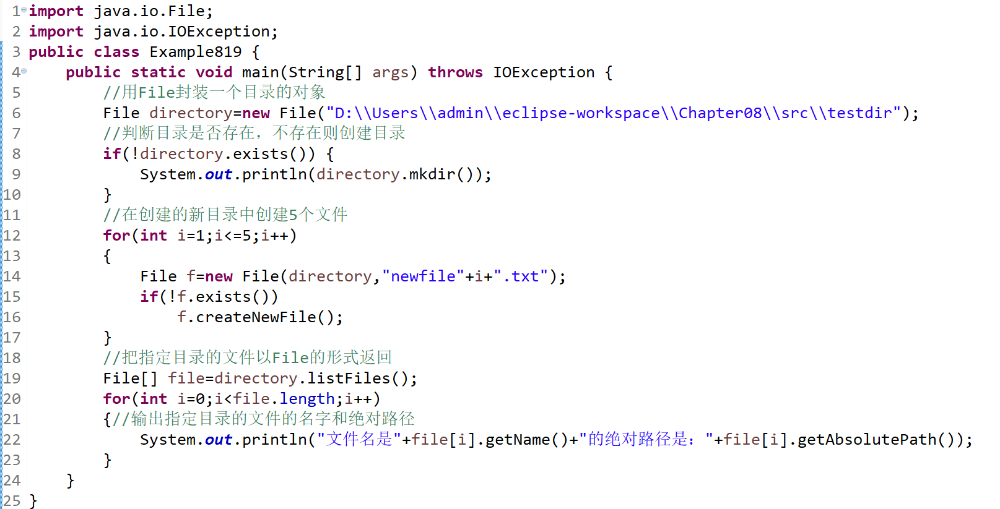 1 import java.io.File;
2 import java.io.IOException;
3 public class Example819 {
4     public static void main(String[] args) throws IOException {
5         //用File封装一个目录的对象
6         File directory=new File("D:\\Users\\admin\\eclipse-workspace\\Chapter08\\src\\testdir");
7         //判断目录是否存在，不存在则创建目录
8         if(!directory.exists()) {
9             System.out.println(directory.mkdir());
10         }
11         //在创建的新目录中创建5个文件
12         for(int i=1;i<=5;i++)
13         {
14             File f=new File(directory,"newfile"+i+".txt");
15             if(!f.exists())
16                 f.createNewFile();
17         }
18         //把指定目录的文件以File的形式返回
19         File[] file=directory.listFiles();
20         for(int i=0;i<file.length;i++)
21         {//输出指定目录的文件的名字和绝对路径
22             System.out.println("文件名是"+file[i].getName()+"的绝对路径是："+file[i].getAbsolutePath());
23         }
24     }
25 }